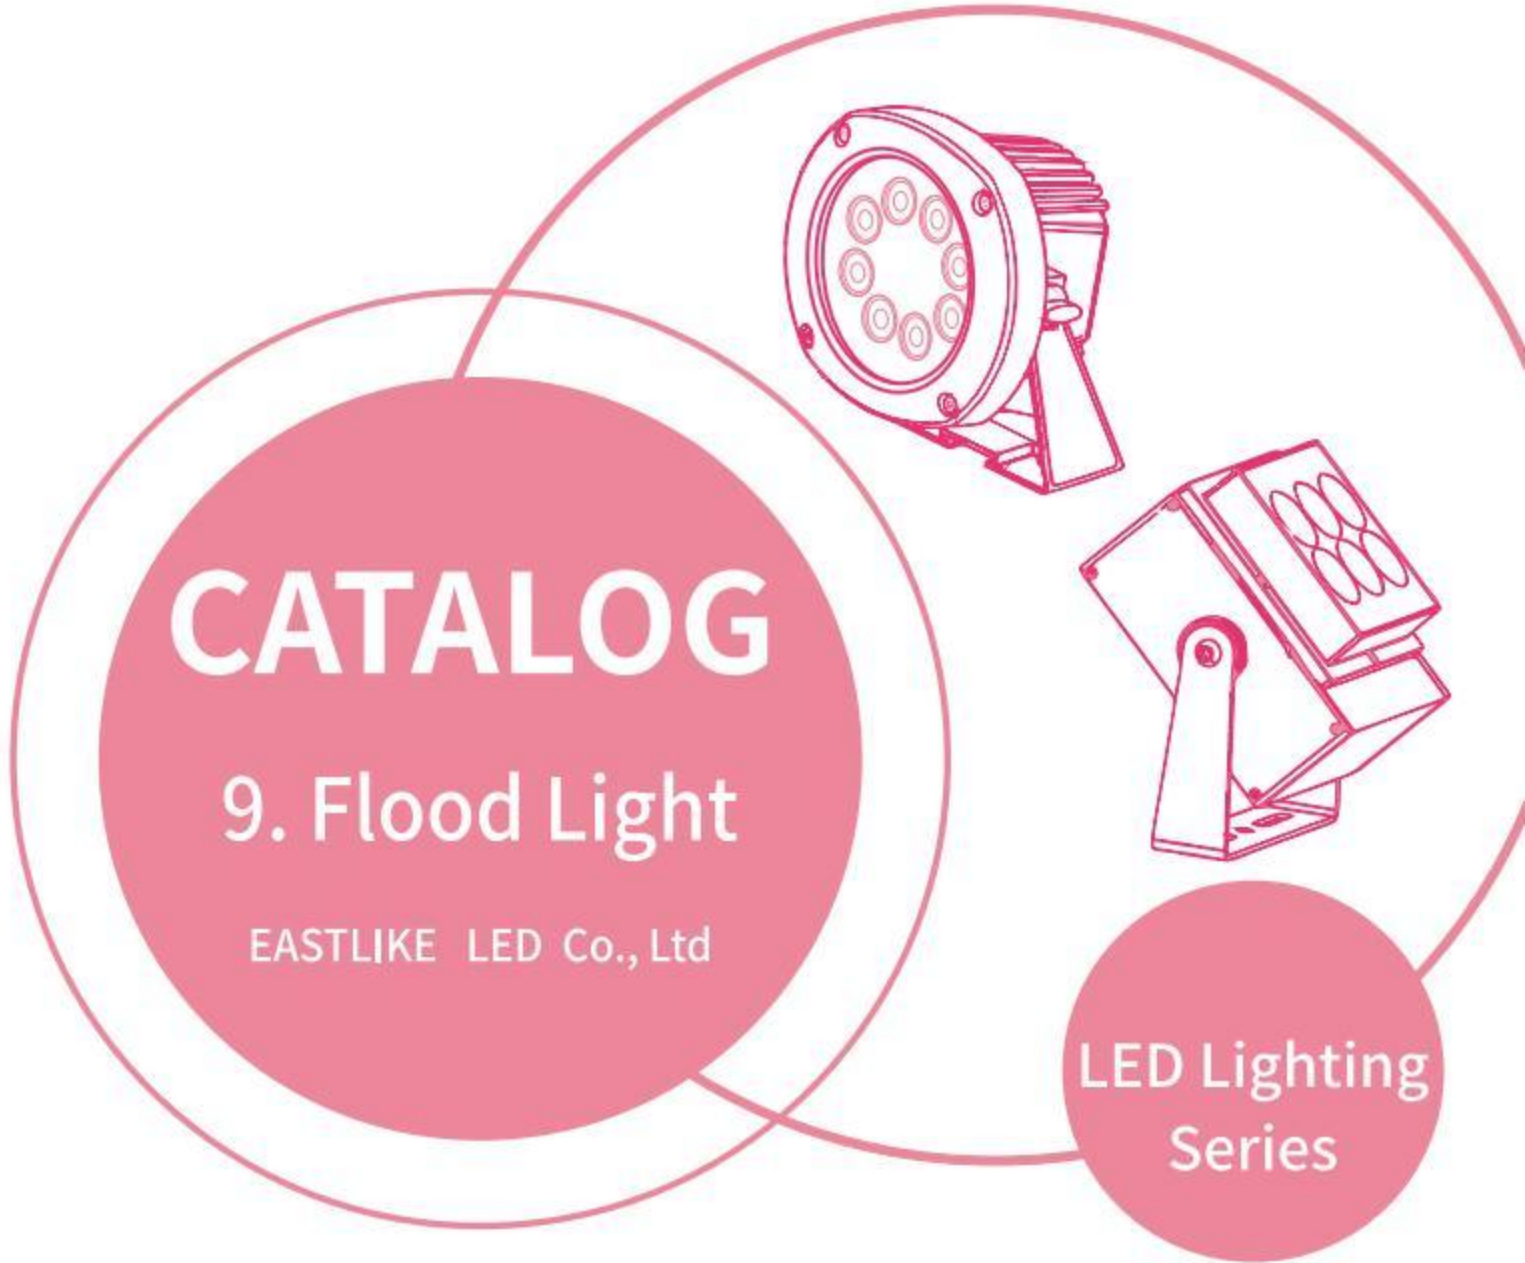 CATALOG
9. Flood Light
EASTLIKE LED Co., Ltd
LED Lighting
Series